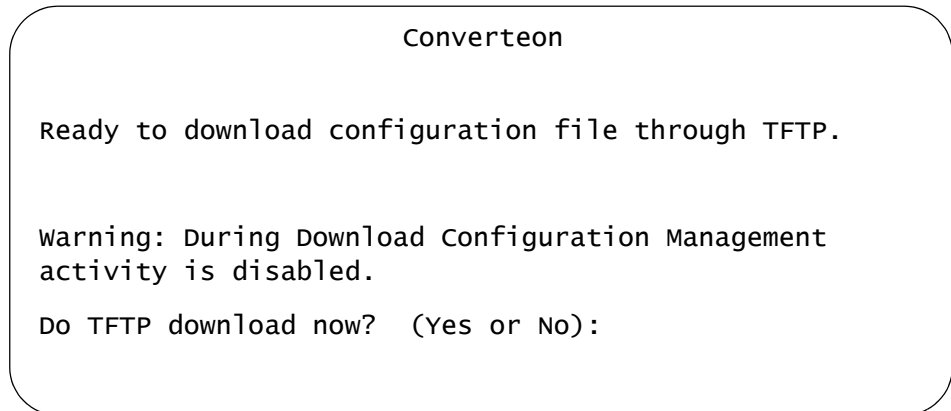 Converteon
Ready to download configuration file through TFTP.
Warning: During Download Configuration Management
activity is disabled.
Do TFTP download now?  (Yes or No):